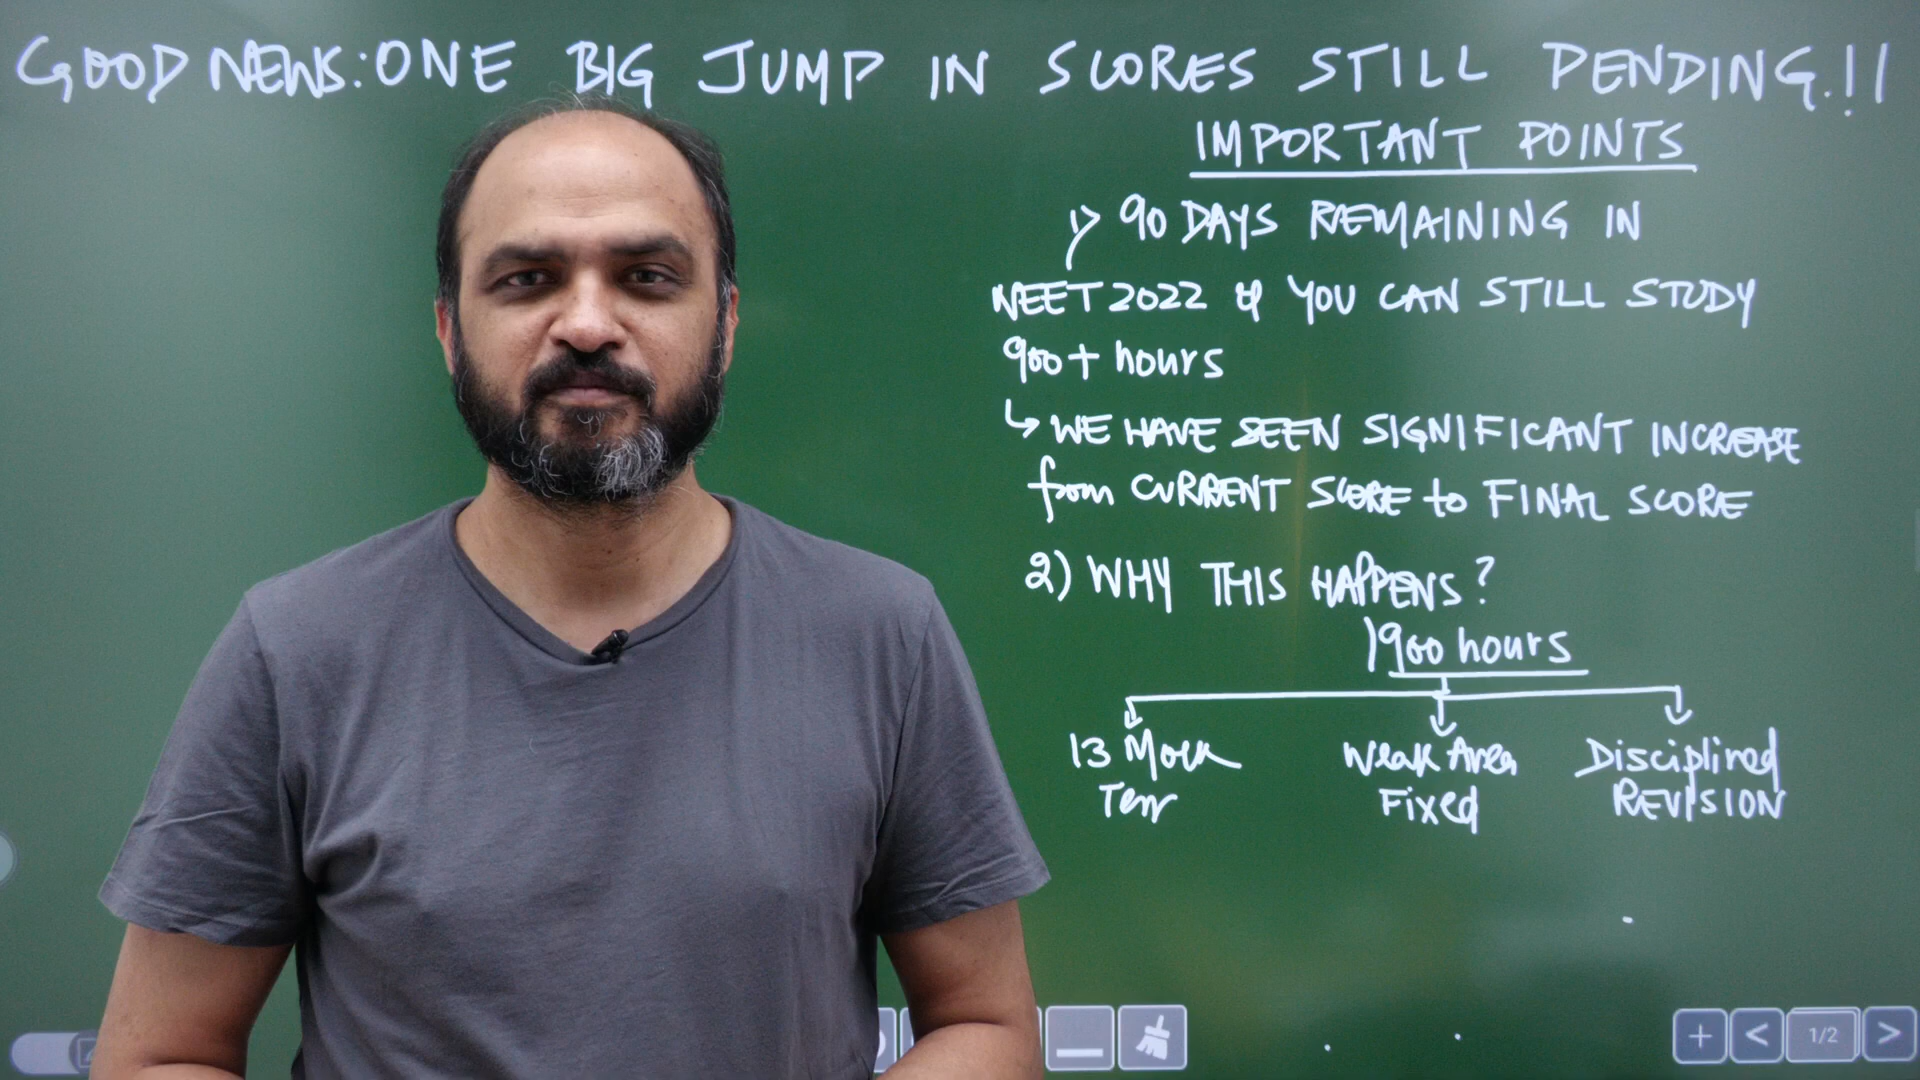 GOOD NEWS: ONE BIG JUMP IN SCORES STILL PENDING.!!
IMPORTANT POINTS
1) 90 DAYS REMAINING IN
NEET 2022 & YOU CAN STILL STUDY
900+ hours
↳ WE HAVE SEEN SIGNIFICANT INCREASE
from CURRENT SCORE to FINAL SCORE
2) WHY THIS HAPPENS?
900 hours
13 Mock Weak Area Disciplined
Test Fixed REVISION
1/2